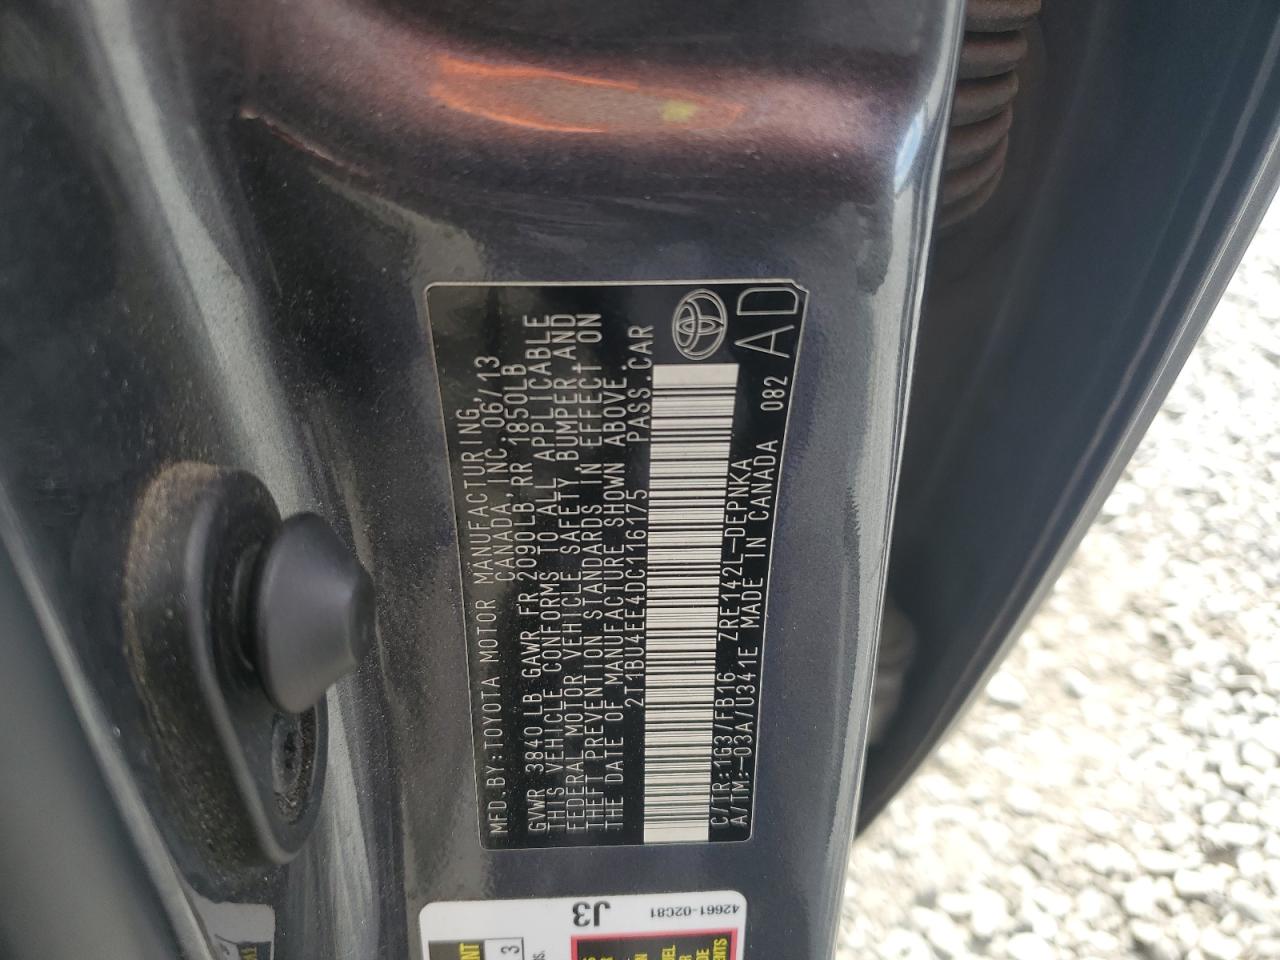 MFD.BY:TOYOTA MOTOR MANUFACTURING,
CANADA,INC.06/13
GVWR 3840LB GAWR FR 2090LB,RR 1850LB
THIS VEHICLE CONFORMS TO ALL APPLICABLE
FEDERAL MOTOR VEHICLE SAFETY,BUMPER,AND
THEFT PREVENTION STANDARDS IN EFFECT ON
THE DATE OF MANUFACTURE SHOWN ABOVE.
2T1BU4EE4DC116175 PASS.CAR
C/TR:1G3/FB16 ZRE142L-DEPNKA
A/TM:-03A/U341E MADE IN CANADA 082
AD
42661-02C81
J3
3